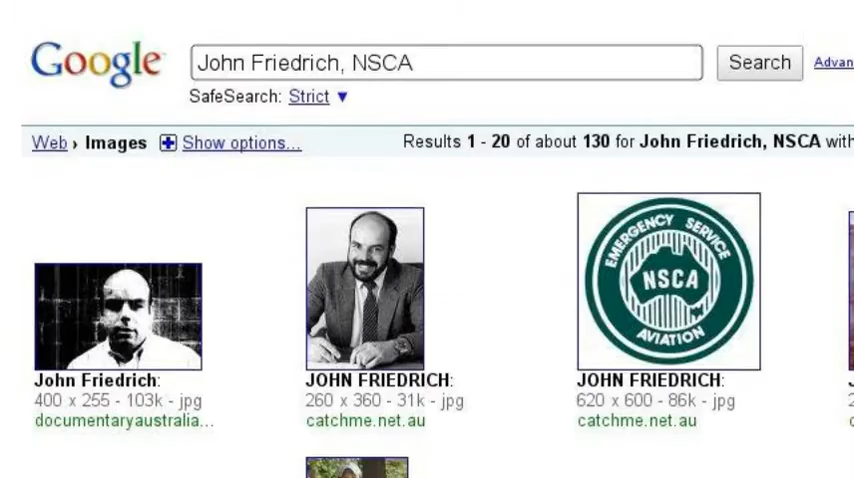 Google John Friedrich, NSCA Search Advan
SafeSearch: Strict ▼
Web › Images Show options... Results 1 - 20 of about 130 for John Friedrich, NSCA with
EMERGENCY SERVICE
NSCA
AVIATION
John Friedrich: JOHN FRIEDRICH: JOHN FRIEDRICH:
400 x 255 - 103k - jpg 260 x 360 - 31k - jpg 620 x 600 - 86k - jpg
documentaryaustralia... catchme.net.au catchme.net.au